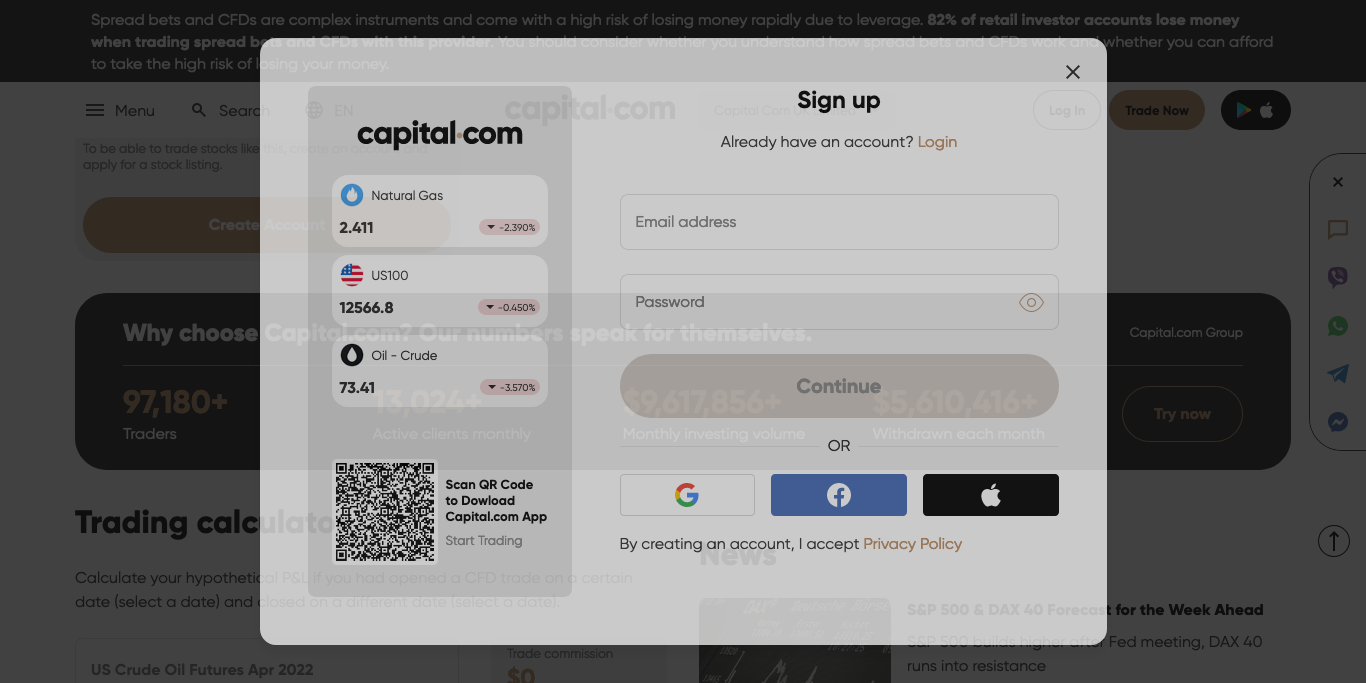 Spread bets and CFDs are complex instruments and come with a high risk of losing money rapidly due to leverage. 82% of retail investor accounts lose money
when trading spread bets and CFDs with this provider. You should consider whether you understand how spread bets and CFDs work and whether you can afford
to take the high risk of losing your money.
Menu
Search
EN
capital.com
Log In
Trade Now
To be able to trade stocks like this, create an account and
apply for a stock listing.
Create Account
Why choose Capital.com? Our numbers speak for themselves.
Capital.com Group
97,180+
Traders
13,024+
Active clients monthly
$9,617,856+
Monthly investing volume
$5,610,416+
Withdrawn each month
Try now
Trading calculator
Calculate your hypothetical P&L if you had opened a CFD trade on a certain
date (select a date) and closed on a different date (select a date).
US Crude Oil Futures Apr 2022
Trade commission
$0
News
S&P 500 & DAX 40 Forecast for the Week Ahead
S&P 500 builds higher after Fed meeting, DAX 40
runs into resistance
capital.com
Natural Gas
2.411
-2.390%
US100
12566.8
-0.450%
Oil - Crude
73.41
-3.570%
Scan QR Code
to Dowload
Capital.com App
Start Trading
Sign up
Already have an account? Login
Email address
Password
Continue
OR
By creating an account, I accept Privacy Policy